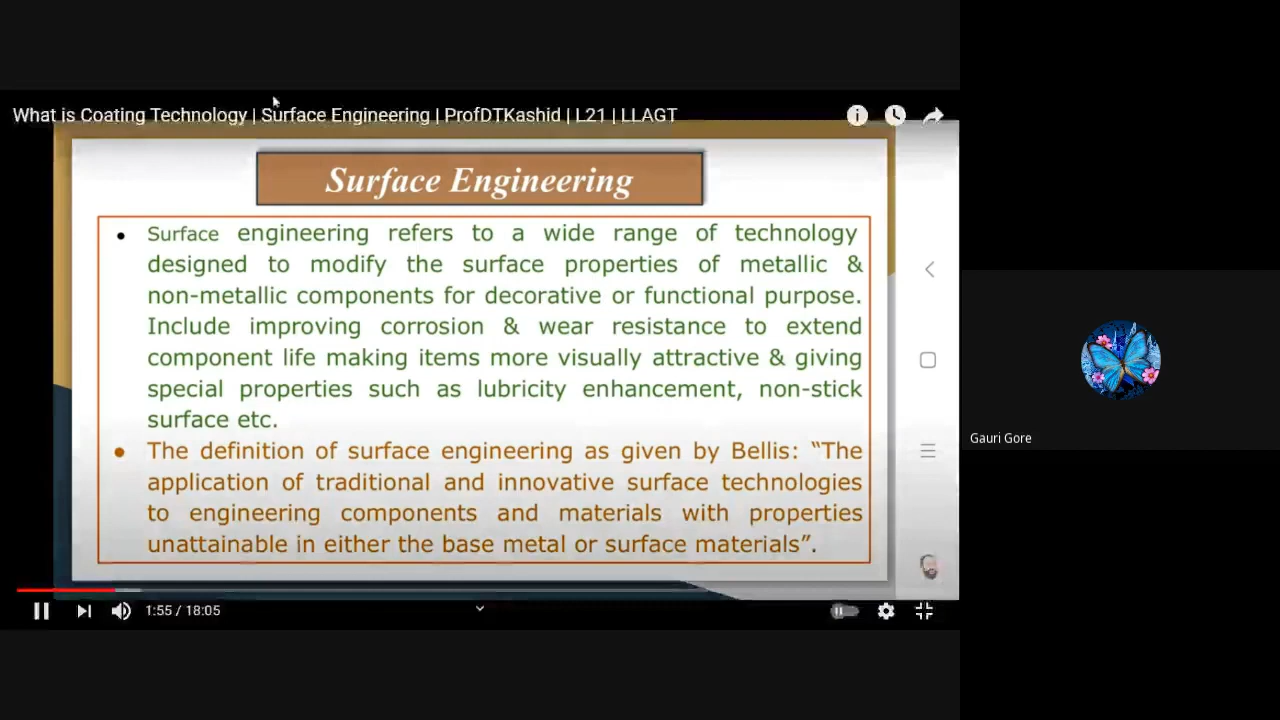 What is Coating Technology | Surface Engineering | ProfDTKashid | L21 | LLAGT
Surface Engineering
• Surface engineering refers to a wide range of technology
designed to modify the surface properties of metallic &
non-metallic components for decorative or functional purpose.
Include improving corrosion & wear resistance to extend
component life making items more visually attractive & giving
special properties such as lubricity enhancement, non-stick
surface etc.
• The definition of surface engineering as given by Bellis: “The
application of traditional and innovative surface technologies
to engineering components and materials with properties
unattainable in either the base metal or surface materials”.
1:55 / 18:05
Gauri Gore